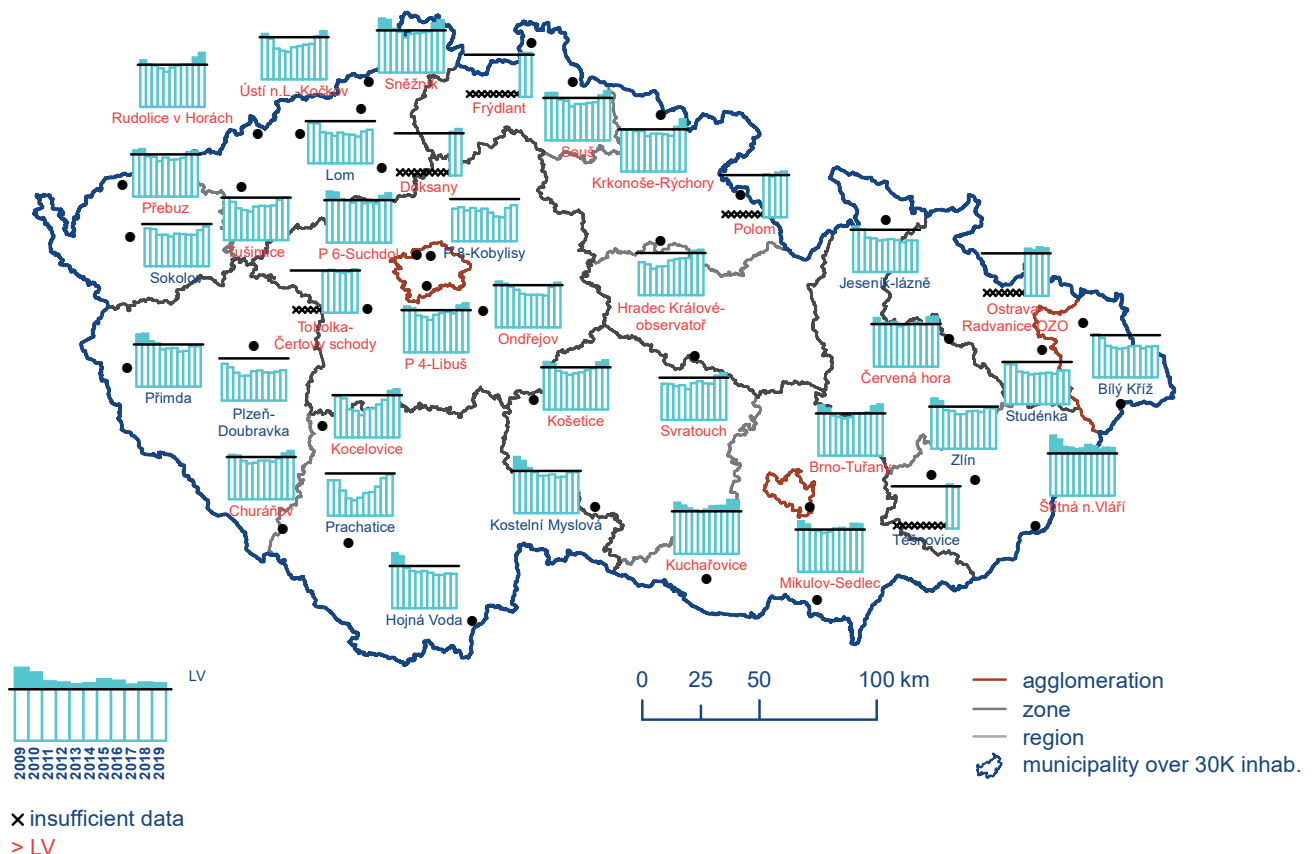 Sněžník
Ústí n.L.-Kočkov
Rudolice v Horách
Frýdlant
Souš
Krkonoše-Rýchory
Lom
Doksany
Přebuz
Polom
Tušimice
P 6-Suchdol
P 8-Kobylisy
Sokolov
Jeseník-lázně
Hradec Králové-
observatoř
Ostrava-
Radvanice OZO
Tobolka-
Čertovy schody
Ondřejov
P 4-Libuš
Červená hora
Bílý Kříž
Přimda
Plzeň-
Doubravka
Košetice
Svratouch
Studénka
Kocelovice
Brno-Tuřany
Zlín
Churáňov
Štítná n.Vláří
Prachatice
Kostelní Myslová
Těšnovice
Kuchařovice
Mikulov-Sedlec
Hojná Voda
LV
2009
2010
2011
2012
2013
2014
2015
2016
2017
2018
2019
× insufficient data
> LV
0 25 50 100 km
agglomeration
zone
region
municipality over 30K inhab.